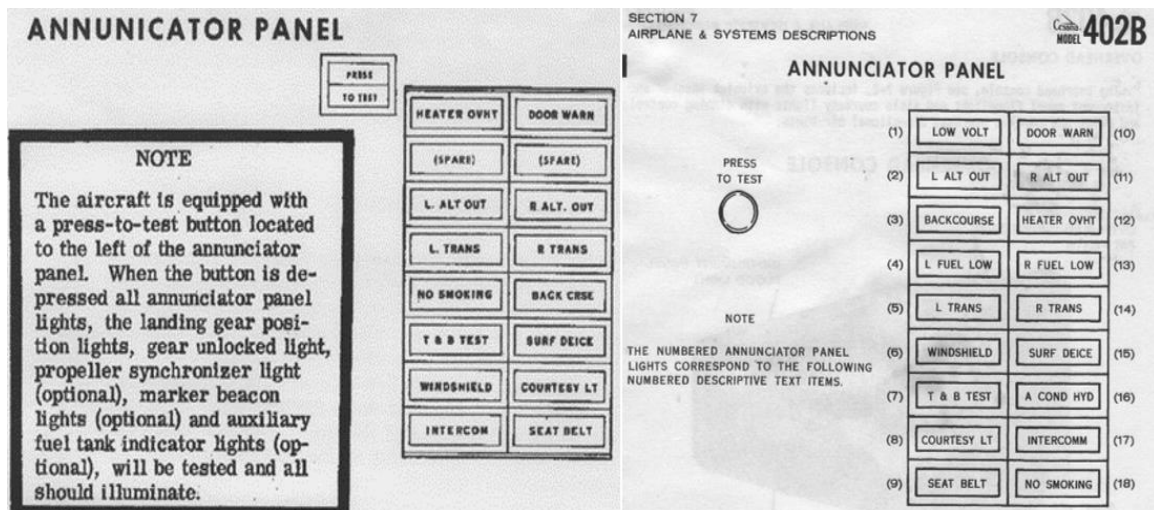 ANNUNICATOR PANEL
PRESS
TO TEST
NOTE
The aircraft is equipped with
a press-to-test button located
to the left of the annunciator
panel. When the button is de-
pressed all annunciator panel
lights, the landing gear posi-
tion lights, gear unlocked light,
propeller synchronizer light
(optional), marker beacon
lights (optional) and auxiliary
fuel tank indicator lights (op-
tional), will be tested and all
should illuminate.
HEATER OVHT DOOR WARN
(SPARE) (SPARE)
L. ALT OUT R ALT. OUT
L. TRANS R TRANS
NO SMOKING BACK CRSE
T & B TEST SURF DEICE
WINDSHIELD COURTESY LT
INTERCOM SEAT BELT
SECTION 7
AIRPLANE & SYSTEMS DESCRIPTIONS
Cessna
MODEL 402B
ANNUNCIATOR PANEL
PRESS
TO TEST
NOTE
THE NUMBERED ANNUNCIATOR PANEL
LIGHTS CORRESPOND TO THE FOLLOWING
NUMBERED DESCRIPTIVE TEXT ITEMS.
(1) LOW VOLT DOOR WARN (10)
(2) L ALT OUT R ALT OUT (11)
(3) BACKCOURSE HEATER OVHT (12)
(4) L FUEL LOW R FUEL LOW (13)
(5) L TRANS R TRANS (14)
(6) WINDSHIELD SURF DEICE (15)
(7) T & B TEST A COND HYD (16)
(8) COURTESY LT INTERCOMM (17)
(9) SEAT BELT NO SMOKING (18)